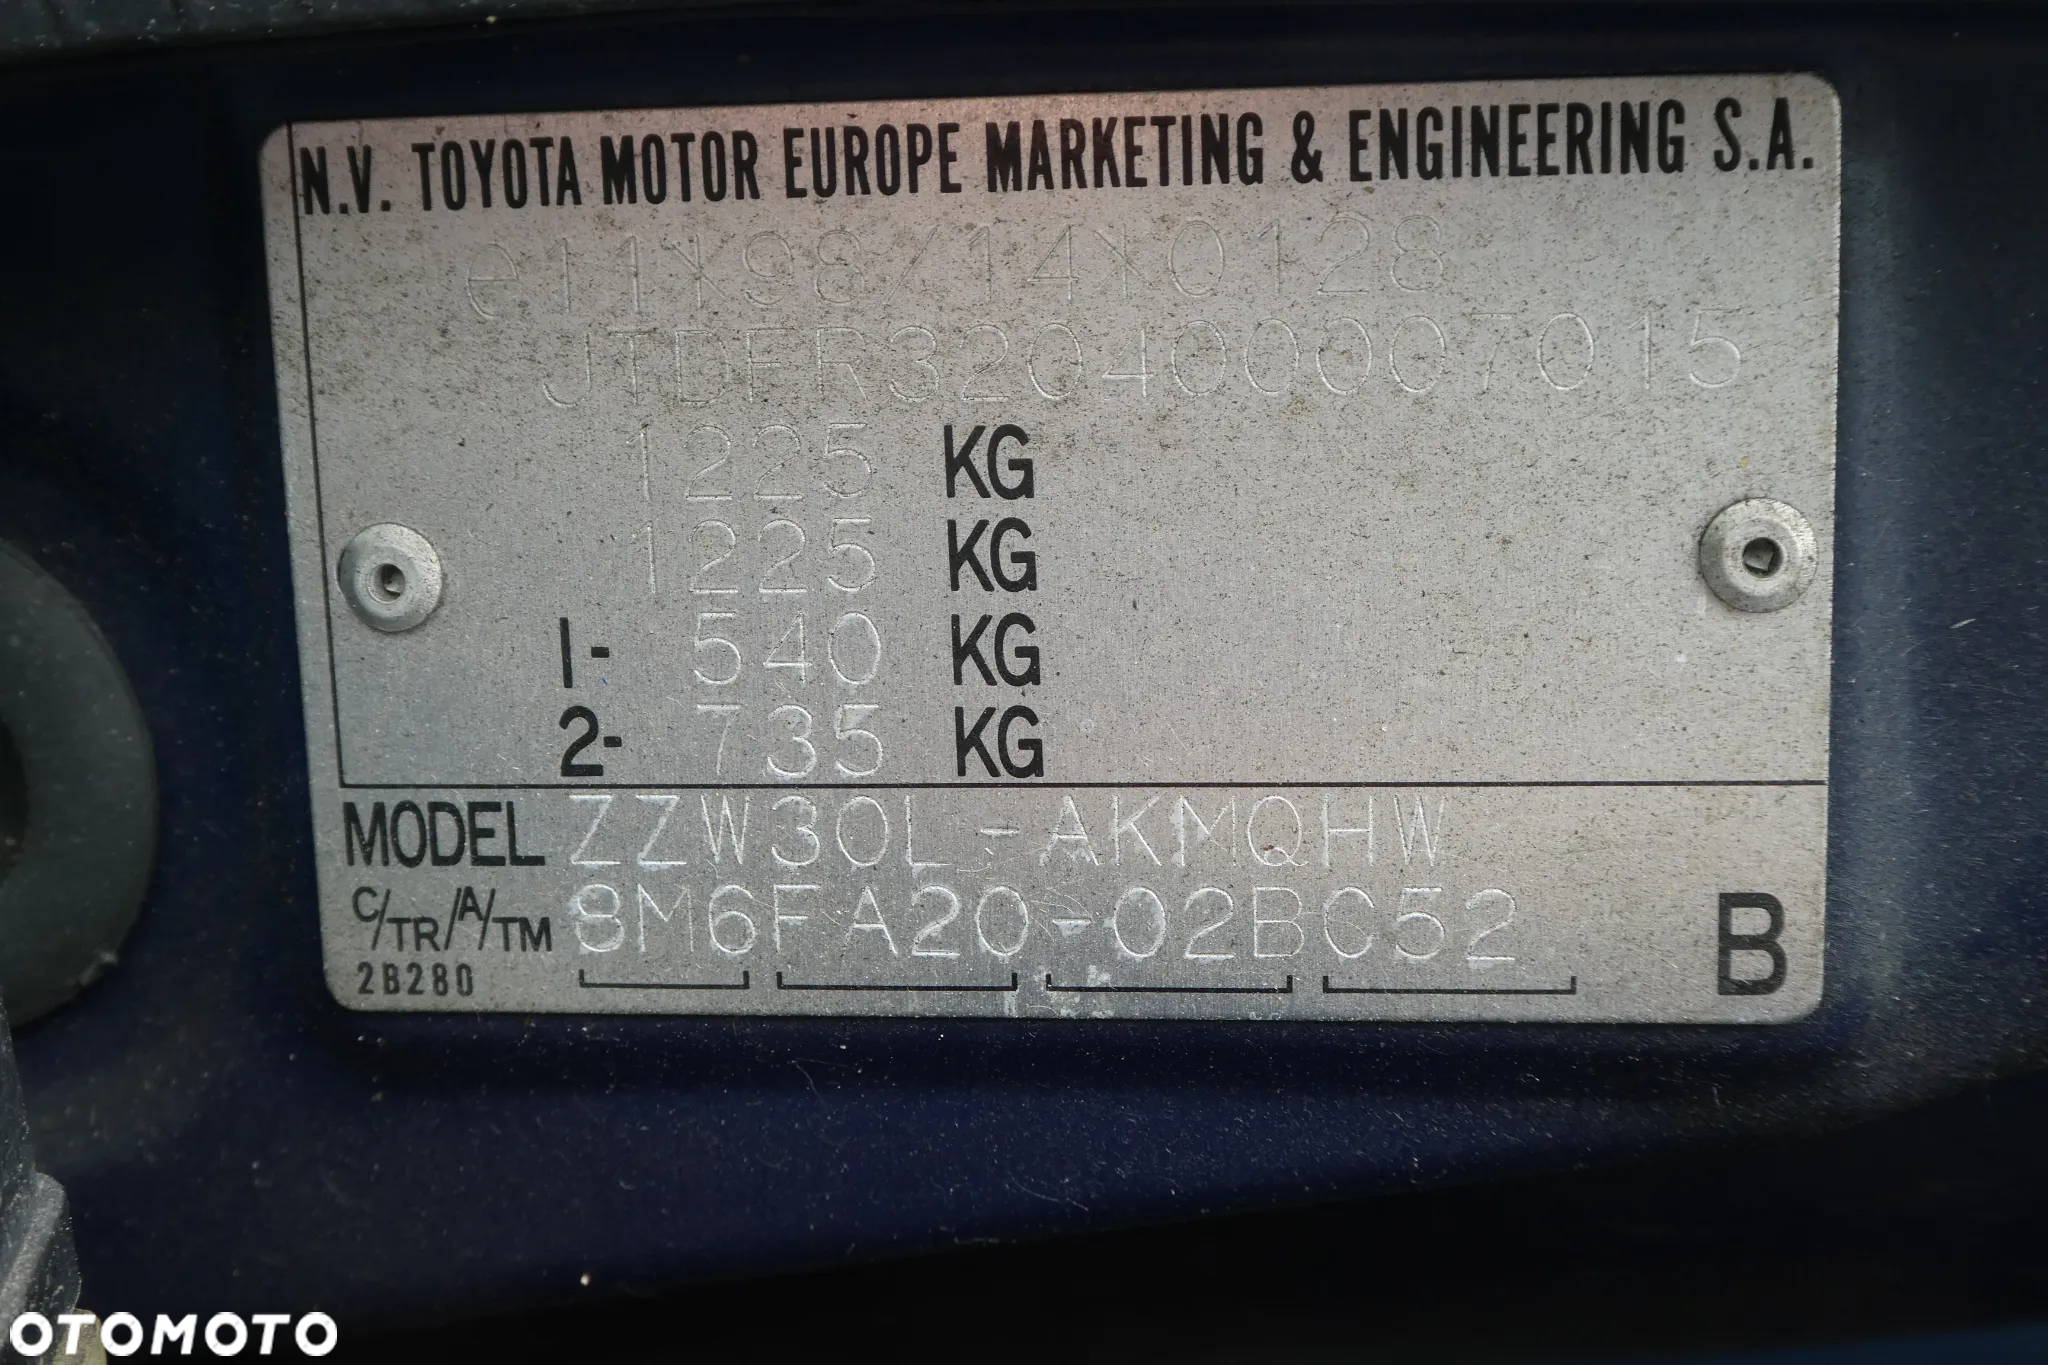 N.V. TOYOTA MOTOR EUROPE MARKETING & ENGINEERING S.A.
e11*98/14*0128
JTDFR320400007015
1225 KG
1225 KG
1- 540 KG
2- 735 KG
MODEL ZZW30L-AKMQHW
C/TR/A/TM 8M6FA20-02BC52
2B280 B
OTOMOTO